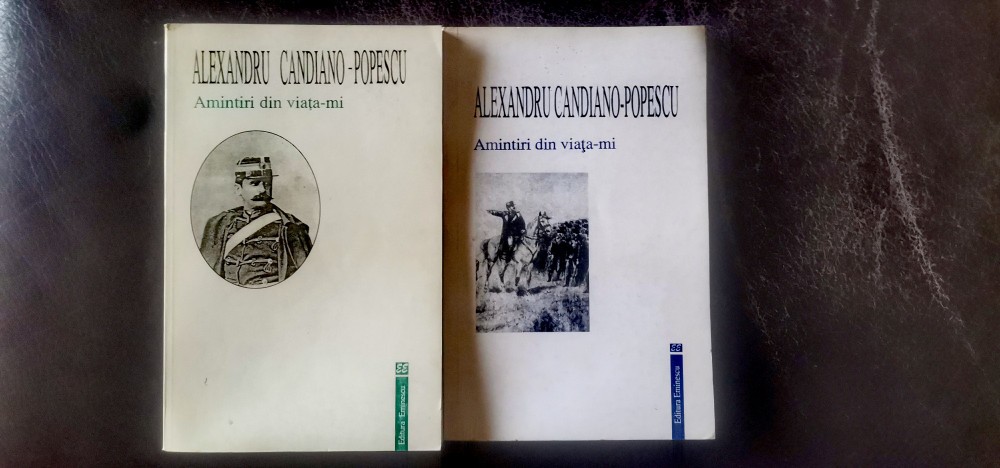 ALEXANDRU CANDIANO-POPESCU
Amintiri din viața-mi
Editura Eminescu
ALEXANDRU CANDIANO-POPESCU
Amintiri din viaţa-mi
Editura Eminescu